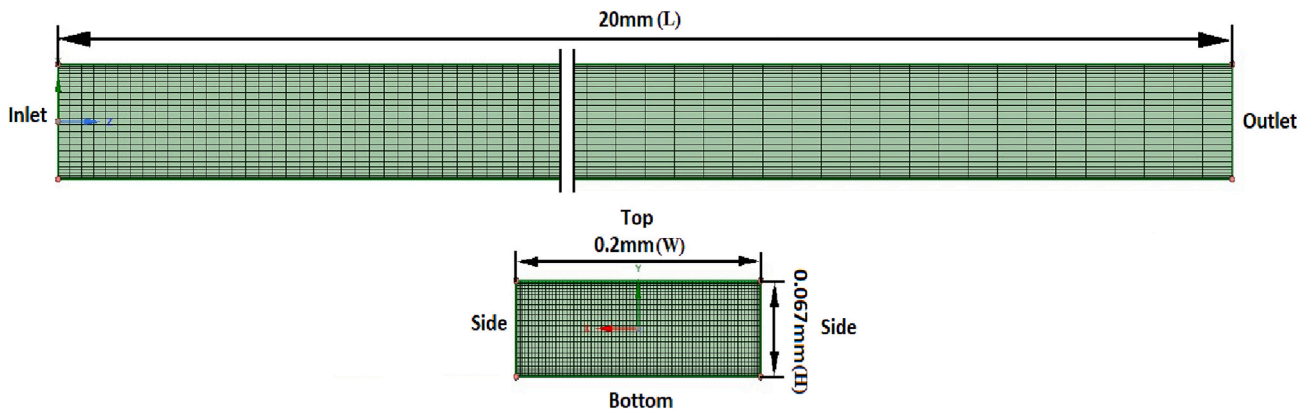 20mm (L)
Inlet
Z
Outlet
Top
0.2mm (W)
Y
Side
X
0.067mm (H)
Side
Bottom